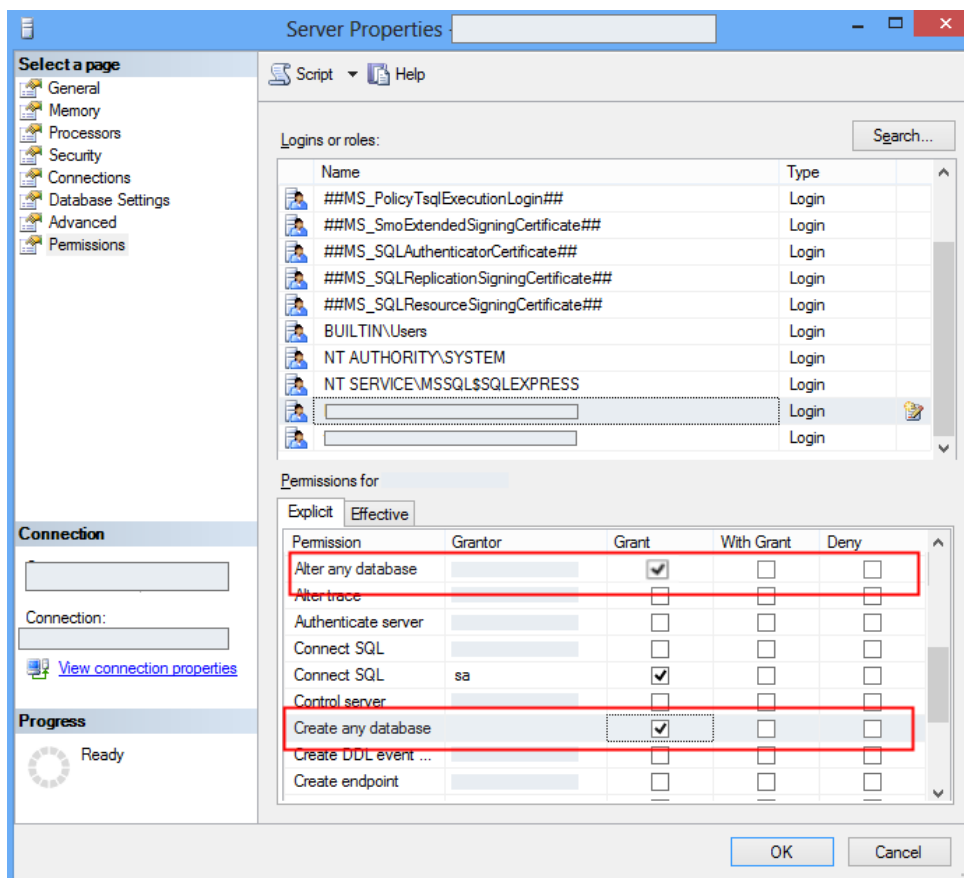 Server Properties -
Select a page
General
Memory
Processors
Security
Connections
Database Settings
Advanced
Permissions
Script Help
Logins or roles:
Search...
Name Type
##MS_PolicyTsqlExecutionLogin## Login
##MS_SmoExtendedSigningCertificate## Login
##MS_SQLAuthenticatorCertificate## Login
##MS_SQLReplicationSigningCertificate## Login
##MS_SQLResourceSigningCertificate## Login
BUILTIN\Users Login
NT AUTHORITY\SYSTEM Login
NT SERVICE\MSSQL$SQLEXPRESS Login
Login
Login
Permissions for
Explicit Effective
Permission Grantor Grant With Grant Deny
Alter any database
Alter trace
Authenticate server
Connect SQL
Connect SQL sa
Control server
Create any database
Create DDL event ...
Create endpoint
Connection
Connection:
View connection properties
Progress
Ready
OK Cancel